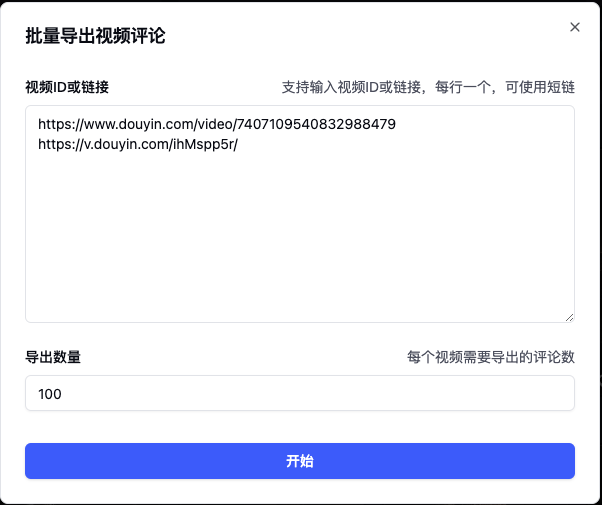 批量导出视频评论
视频ID或链接
支持输入视频ID或链接，每行一个，可使用短链
https://www.douyin.com/video/7407109540832988479
https://v.douyin.com/ihMspp5r/
导出数量
每个视频需要导出的评论数
100
开始